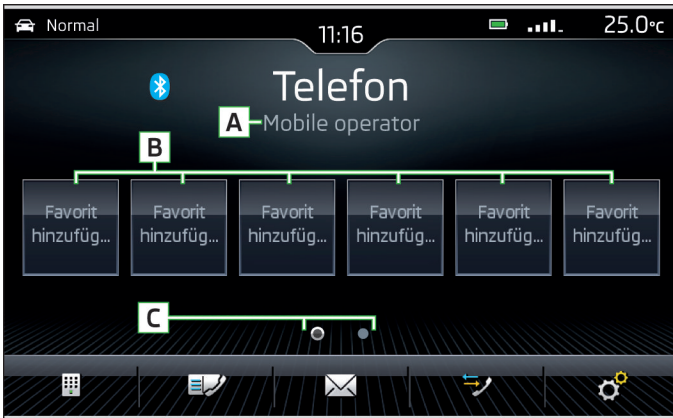 Normal
11:16
25.0°C
Telefon
A
Mobile operator
B
Favorit
hinzufüg...
Favorit
hinzufüg...
Favorit
hinzufüg...
Favorit
hinzufüg...
Favorit
hinzufüg...
Favorit
hinzufüg...
C